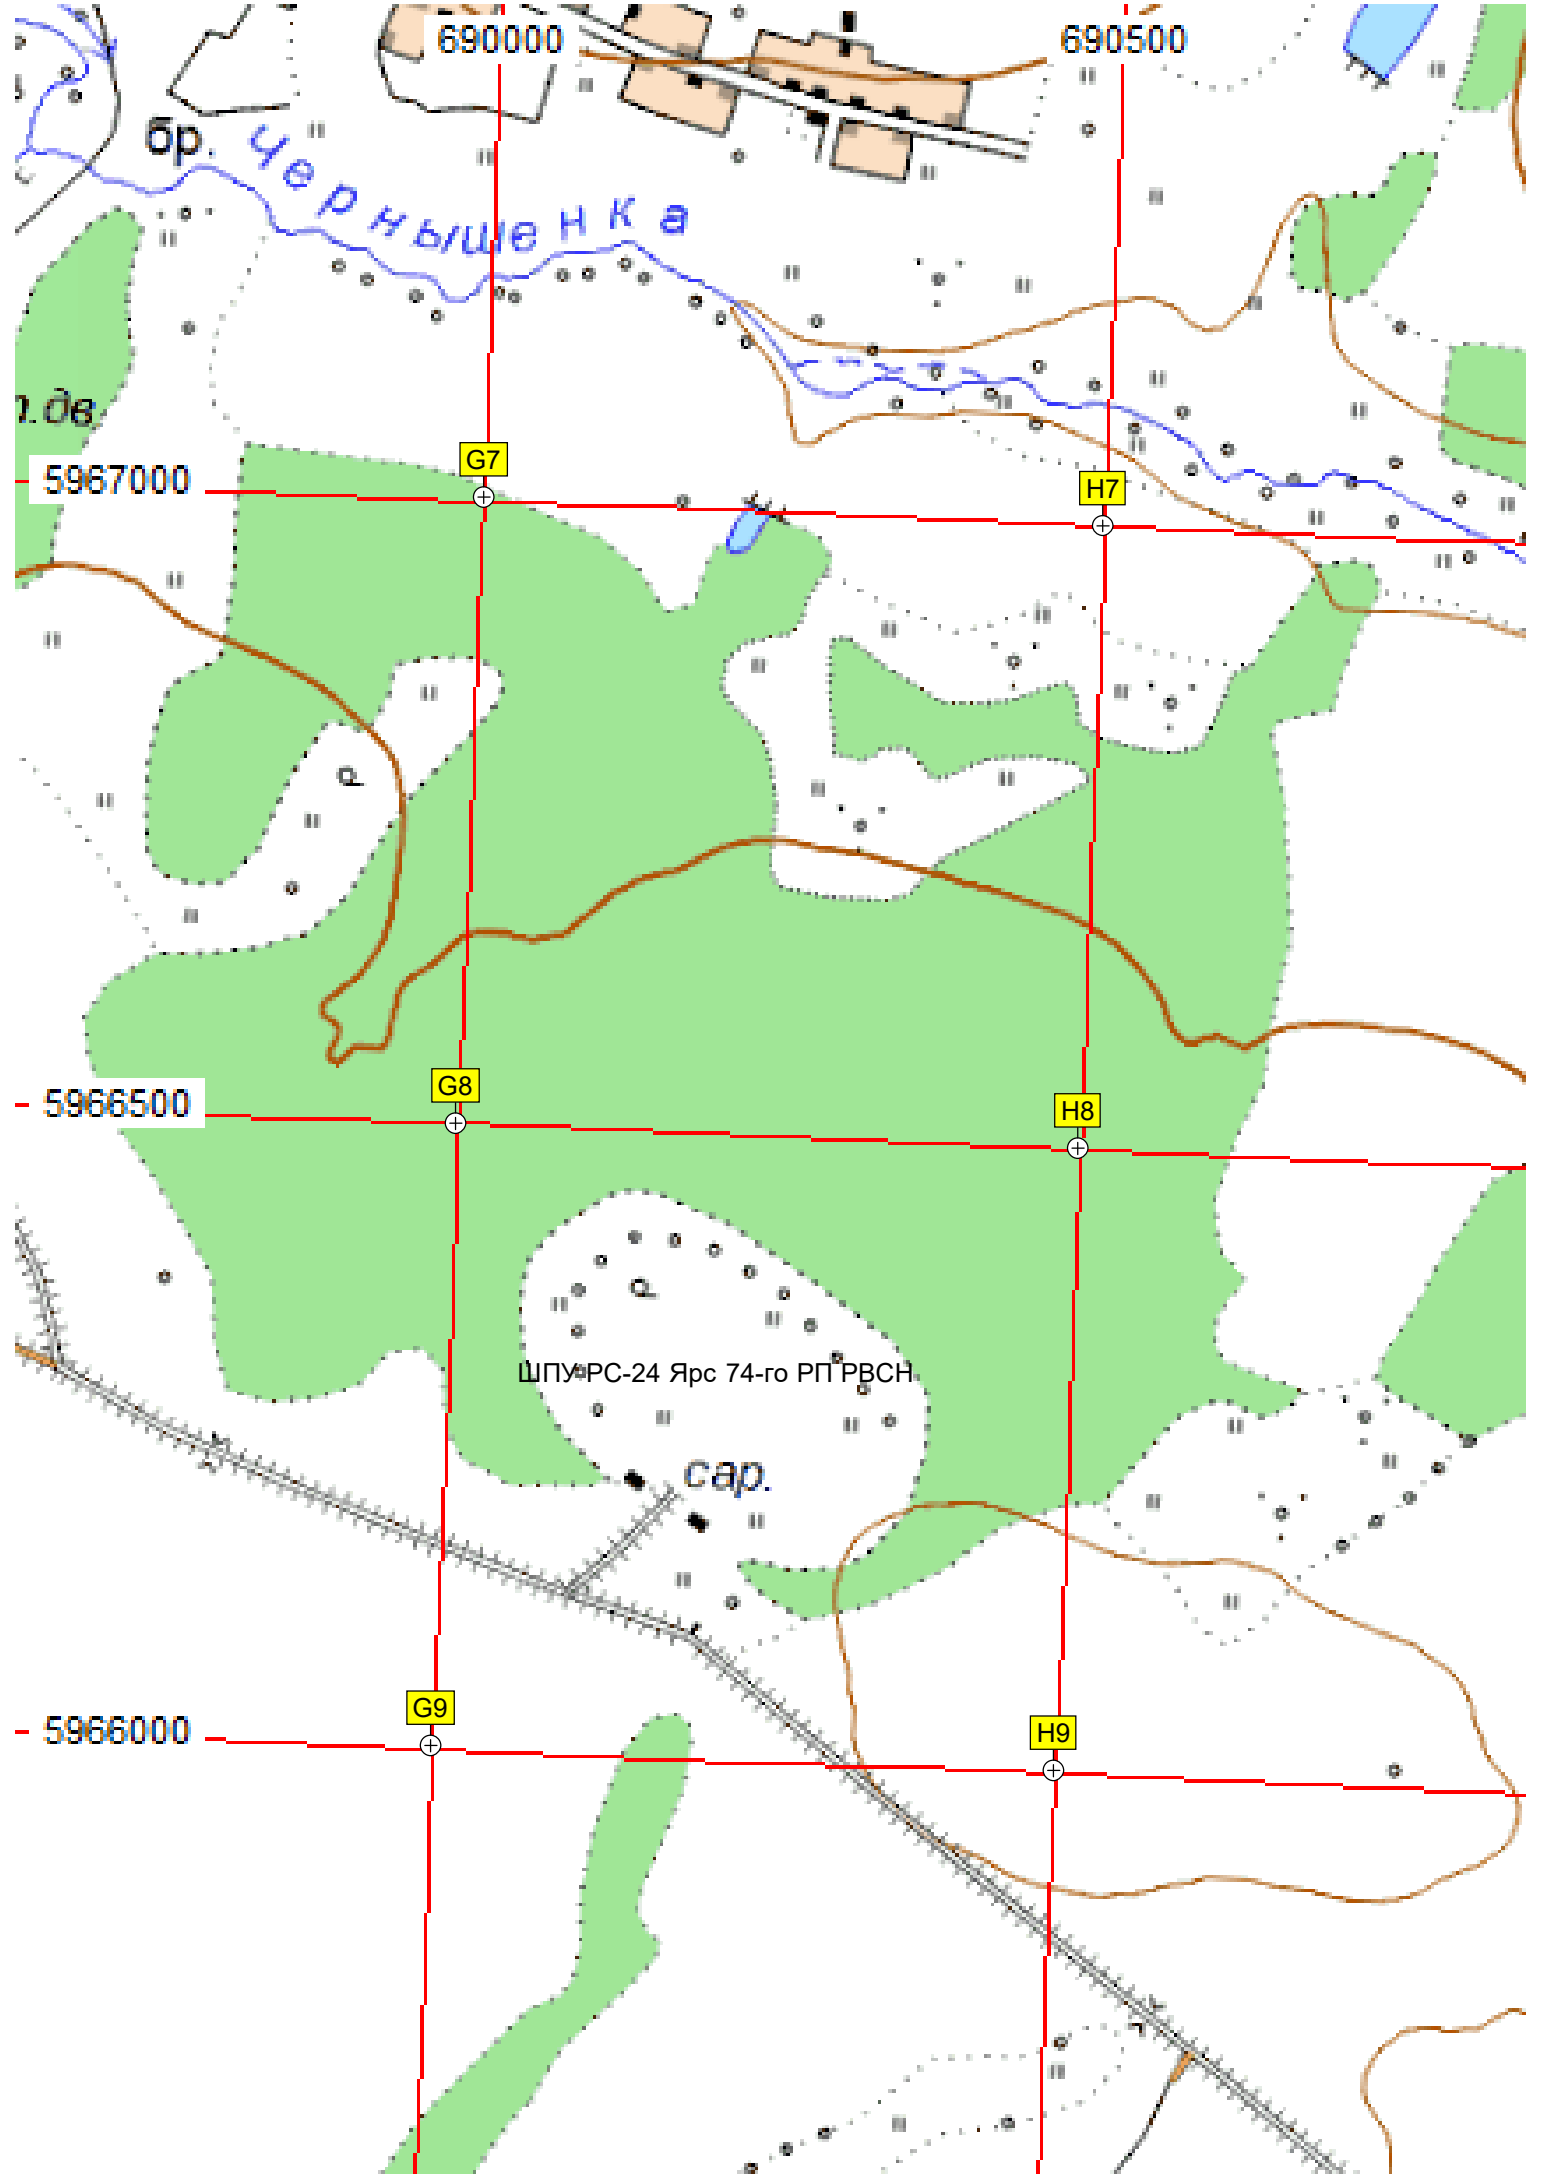 690000
690500
бр.
Чернышенка
т.дв.
G7
5967000
H7
р
G8
5966500
H8
р
ШПУ РС-24 Ярс 74-го РП РВСН
сар.
G9
5966000
H9